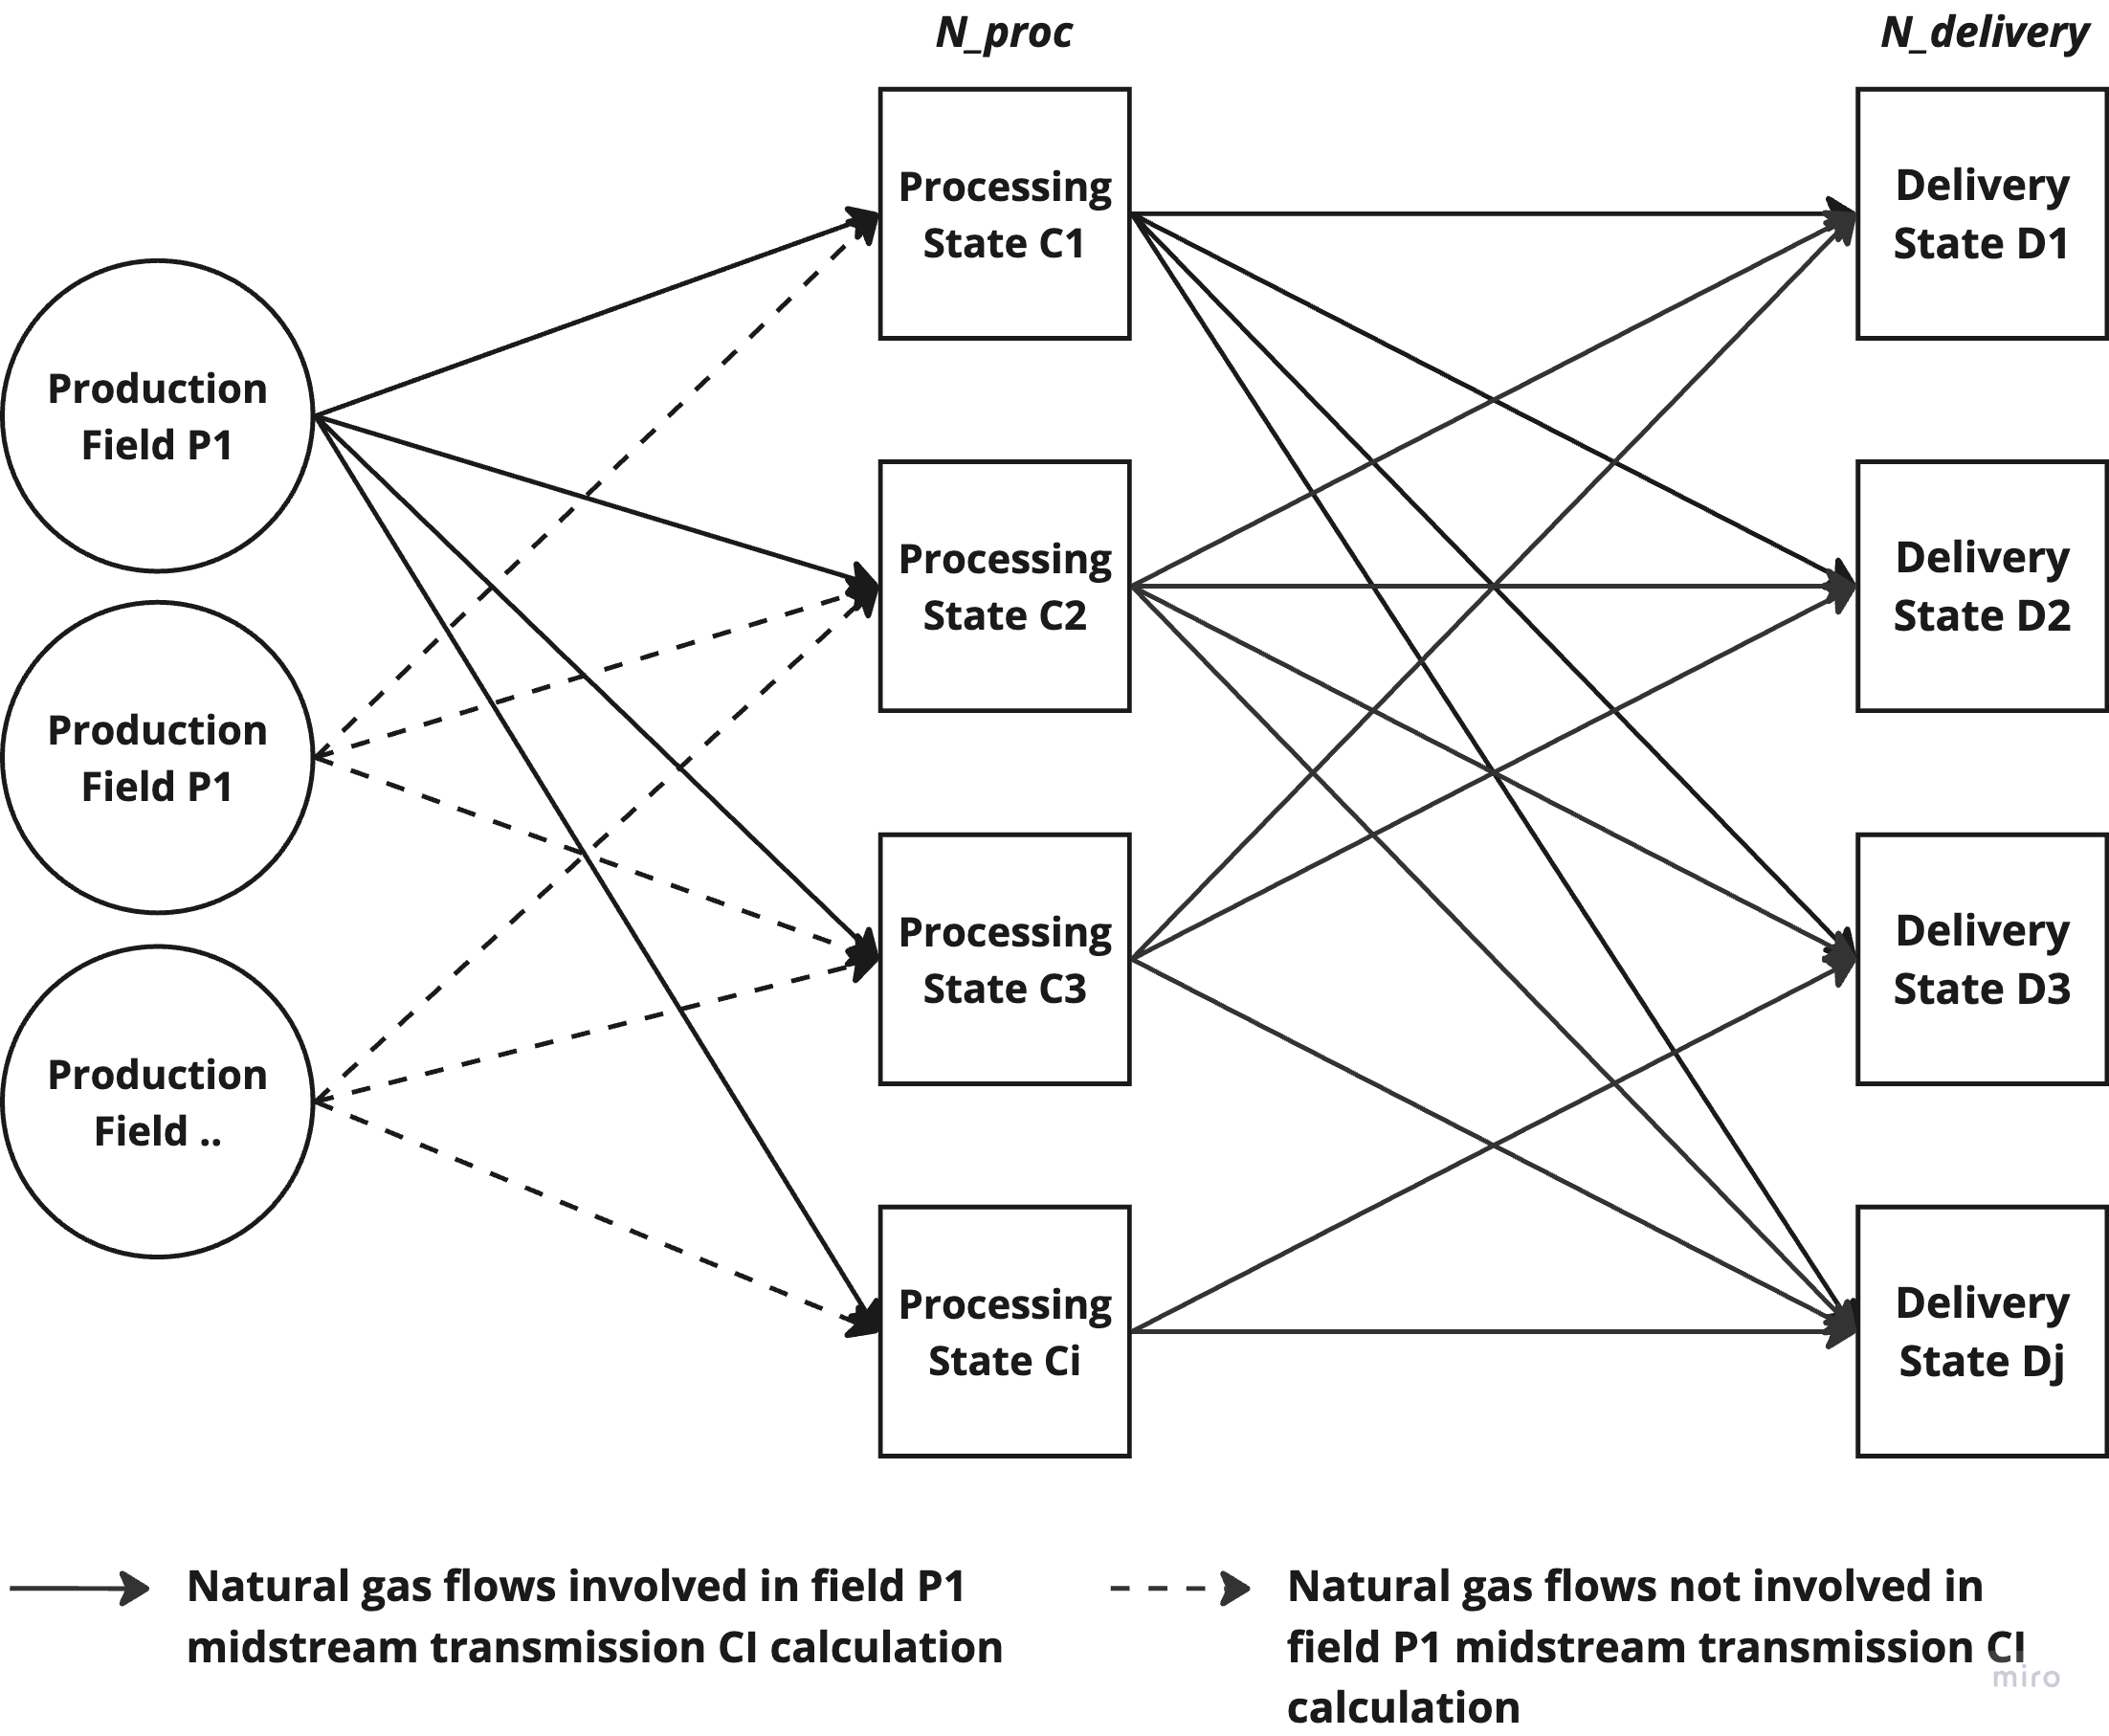 N_proc
N_delivery
Processing
State C1
Delivery
State D1
Production
Field P1
Processing
State C2
Delivery
State D2
Production
Field P1
Processing
State C3
Delivery
State D3
Production
Field ..
Processing
State Ci
Delivery
State Dj
Natural gas flows involved in field P1
midstream transmission CI calculation
Natural gas flows not involved in
field P1 midstream transmission CI
calculation
miro